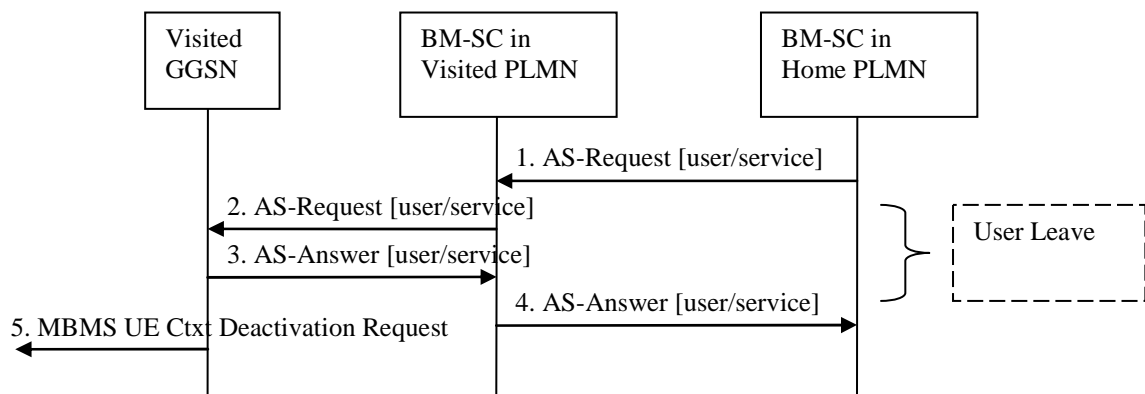 Visited
GGSN
BM-SC in
Visited PLMN
BM-SC in
Home PLMN
1. AS-Request [user/service]
2. AS-Request [user/service]
User Leave
3. AS-Answer [user/service]
4. AS-Answer [user/service]
5. MBMS UE Ctxt Deactivation Request